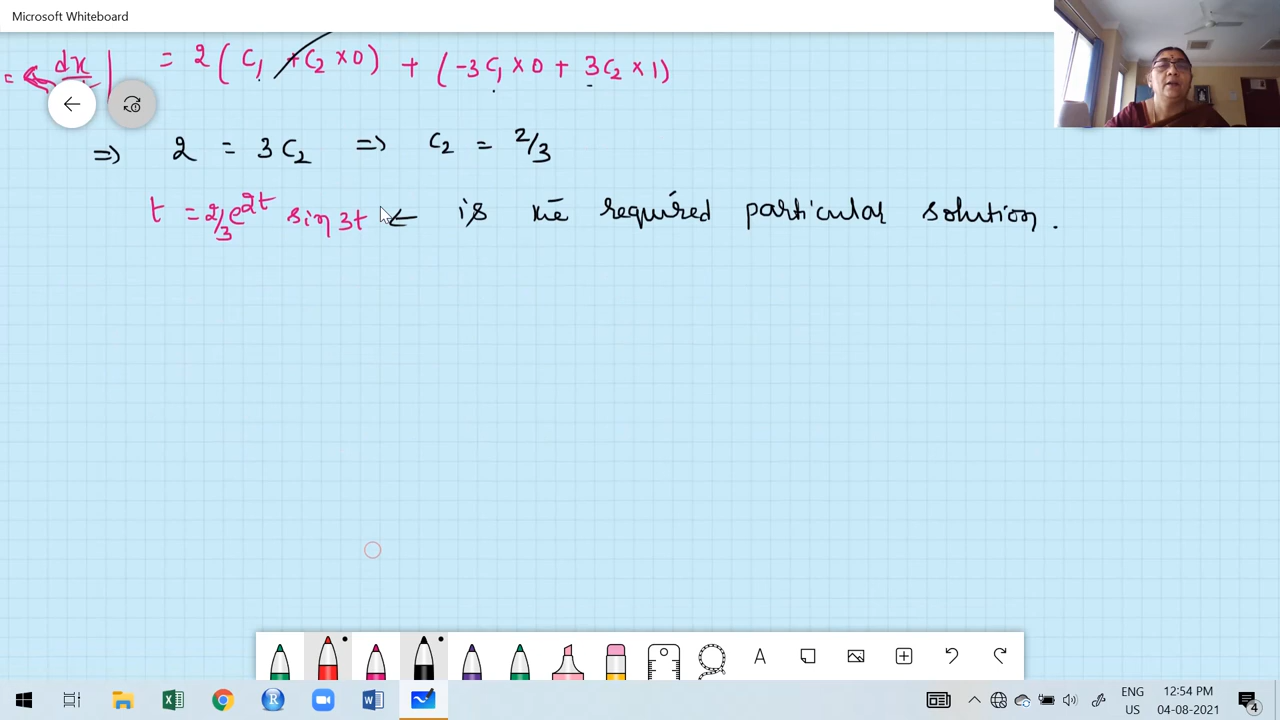 Microsoft Whiteboard
= dx = 2 ( C₁ + C₂ × 0 ) + ( -3 C₁ × 0 + 3 C₂ × 1 )
⇒ 2 = 3 C₂ ⇒ C₂ = 2/3
t = 2/3 e^2t sin 3t ← is the required particular solution.
A
ENG
US
12:54 PM
04-08-2021
4